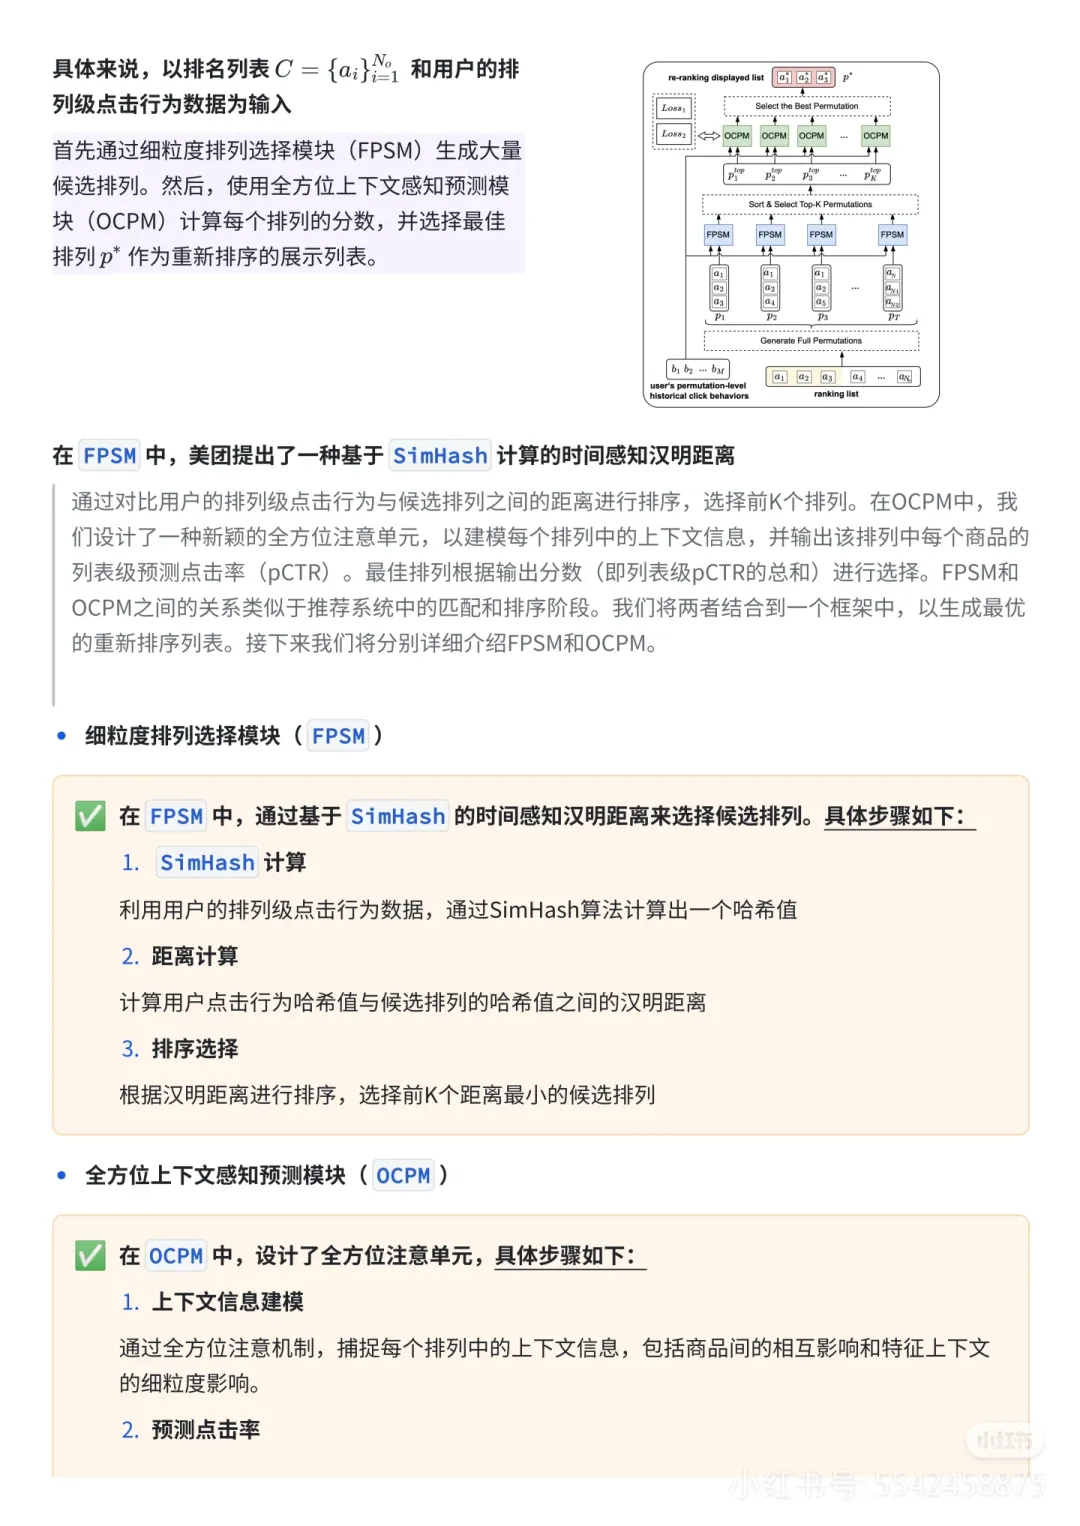 具体来说，以排名列表 C = {a_i}_{i=1}^{N_o} 和用户的排
列级点击行为数据为输入
首先通过细粒度排列选择模块（FPSM）生成大量
候选排列。然后，使用全方位上下文感知预测模
块（OCPM）计算每个排列的分数，并选择最佳
排列 p* 作为重新排序的展示列表。
re-ranking displayed list a_1^* a_2^* a_3^* p*
Select the Best Permutation
Loss_1
Loss_2
OCPM OCPM OCPM ... OCPM
p_1^{top} p_2^{top} p_3^{top} ... p_K^{top}
Sort & Select Top-K Permutations
FPSM FPSM FPSM FPSM
a_1 a_1 a_1 a_N
a_2 a_2 a_2 ... a_{N-1}
a_3 a_4 a_5 a_{N-2}
p_1 p_2 p_3 p_T
Generate Full Permutations
b_1 b_2 ... b_M
a_1 a_2 a_3 a_4 ... a_{N_o}
user's permutation-level
historical click behaviors
ranking list
在 FPSM 中，美团提出了一种基于 SimHash 计算的时间感知汉明距离
通过对比用户的排列级点击行为与候选排列之间的距离进行排序，选择前K个排列。在OCPM中，我
们设计了一种新颖的全方位注意单元，以建模每个排列中的上下文信息，并输出该排列中每个商品的
列表级预测点击率（pCTR）。最佳排列根据输出分数（即列表级pCTR的总和）进行选择。FPSM和
OCPM之间的关系类似于推荐系统中的匹配和排序阶段。我们将两者结合到一个框架中，以生成最优
的重新排序列表。接下来我们将分别详细介绍FPSM和OCPM。
• 细粒度排列选择模块（ FPSM ）
✅ 在 FPSM 中，通过基于 SimHash 的时间感知汉明距离来选择候选排列。具体步骤如下：
1. SimHash 计算
利用用户的排列级点击行为数据，通过SimHash算法计算出一个哈希值
2. 距离计算
计算用户点击行为哈希值与候选排列的哈希值之间的汉明距离
3. 排序选择
根据汉明距离进行排序，选择前K个距离最小的候选排列
• 全方位上下文感知预测模块（ OCPM ）
✅ 在 OCPM 中，设计了全方位注意单元，具体步骤如下：
1. 上下文信息建模
通过全方位注意机制，捕捉每个排列中的上下文信息，包括商品间的相互影响和特征上下文
的细粒度影响。
2. 预测点击率
小红书
小红书号 5542458875